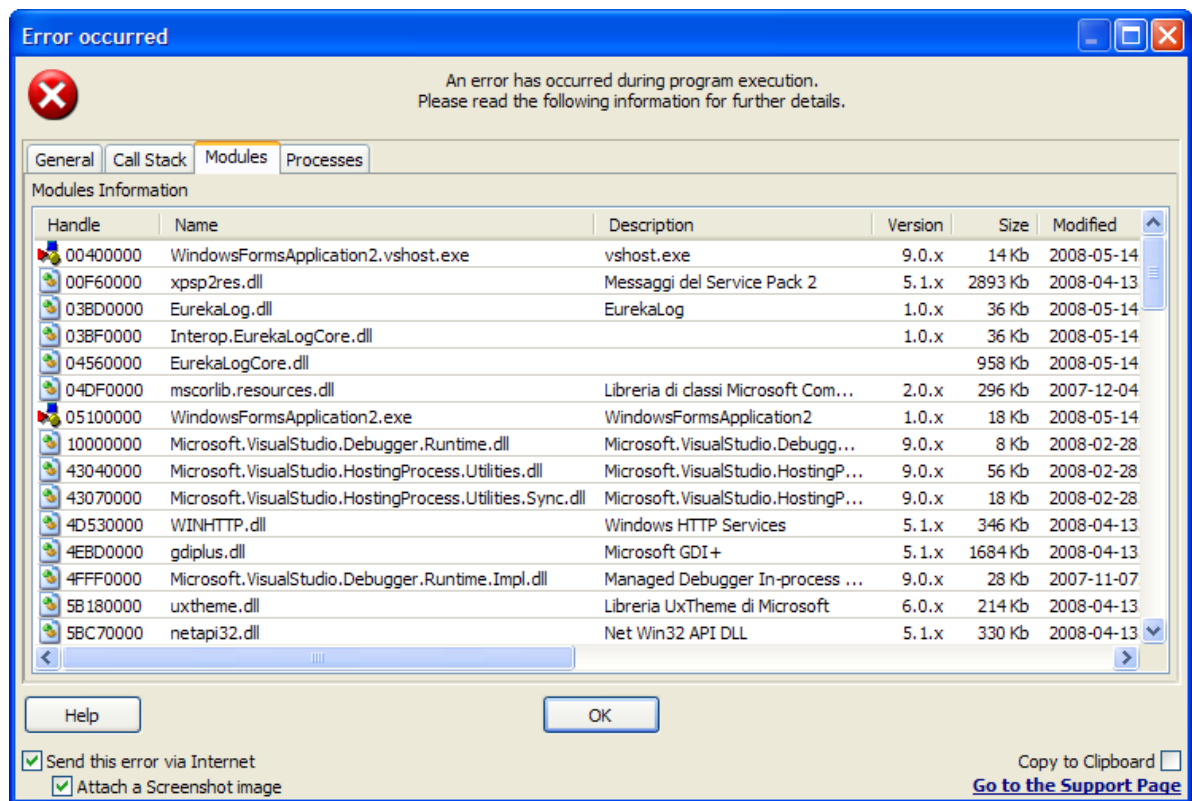 Error occurred
An error has occurred during program execution.
Please read the following information for further details.
General Call Stack Modules Processes
Modules Information
Handle Name Description Version Size Modified
00400000 WindowsFormsApplication2.vshost.exe vshost.exe 9.0.x 14 Kb 2008-05-14
00F60000 xpsp2res.dll Messaggi del Service Pack 2 5.1.x 2893 Kb 2008-04-13
03BD0000 EurekaLog.dll EurekaLog 1.0.x 36 Kb 2008-05-14
03BF0000 Interop.EurekaLogCore.dll 1.0.x 36 Kb 2008-05-14
04560000 EurekaLogCore.dll 958 Kb 2008-05-14
04DF0000 mscorlib.resources.dll Libreria di classi Microsoft Com... 2.0.x 296 Kb 2007-12-04
05100000 WindowsFormsApplication2.exe WindowsFormsApplication2 1.0.x 18 Kb 2008-05-14
10000000 Microsoft.VisualStudio.Debugger.Runtime.dll Microsoft.VisualStudio.Debugg... 9.0.x 8 Kb 2008-02-28
43040000 Microsoft.VisualStudio.HostingProcess.Utilities.dll Microsoft.VisualStudio.HostingP... 9.0.x 56 Kb 2008-02-28
43070000 Microsoft.VisualStudio.HostingProcess.Utilities.Sync.dll Microsoft.VisualStudio.HostingP... 9.0.x 18 Kb 2008-02-28
4D530000 WINHTTP.dll Windows HTTP Services 5.1.x 346 Kb 2008-04-13
4EBD0000 gdiplus.dll Microsoft GDI+ 5.1.x 1684 Kb 2008-04-13
4FFF0000 Microsoft.VisualStudio.Debugger.Runtime.Impl.dll Managed Debugger In-process ... 9.0.x 28 Kb 2007-11-07
5B180000 uxtheme.dll Libreria UxTheme di Microsoft 6.0.x 214 Kb 2008-04-13
5BC70000 netapi32.dll Net Win32 API DLL 5.1.x 330 Kb 2008-04-13
Help OK
Send this error via Internet Copy to Clipboard
Attach a Screenshot image Go to the Support Page